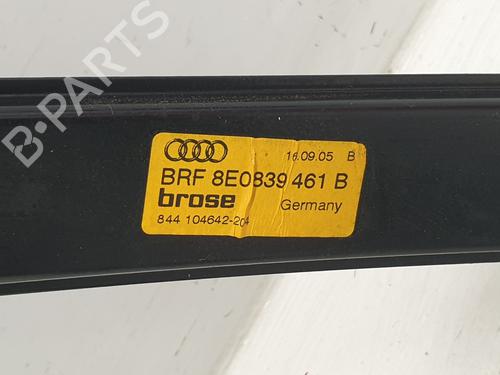 B-PARTS
16.09.05 B
BRF 8E0839 461 B
brose Germany
844 104642-204